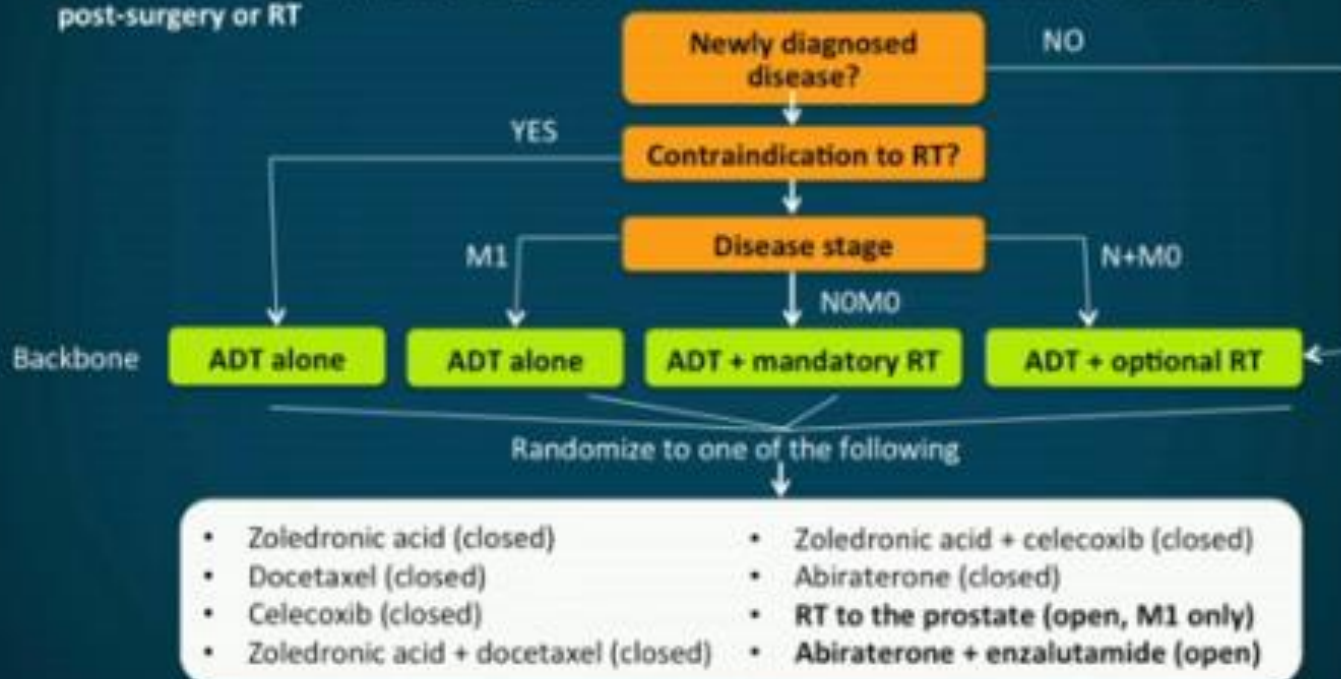 post-surgery or RT
Newly diagnosed
disease?
NO
YES
Contraindication to RT?
Disease stage
M1
N+M0
N0M0
Backbone
ADT alone
ADT alone
ADT + mandatory RT
ADT + optional RT
Randomize to one of the following
• Zoledronic acid (closed)
• Docetaxel (closed)
• Celecoxib (closed)
• Zoledronic acid + docetaxel (closed)
• Zoledronic acid + celecoxib (closed)
• Abiraterone (closed)
• RT to the prostate (open, M1 only)
• Abiraterone + enzalutamide (open)